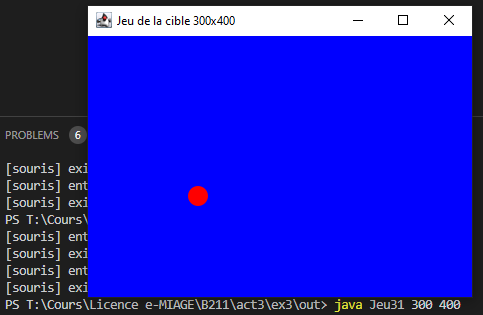 Jeu de la cible 300x400
PROBLEMS 6
[souris] exi
[souris] ent
[souris] exi
PS T:\Cours\
[souris] ent
[souris] exi
[souris] ent
[souris] exi
PS T:\Cours\Licence e-MIAGE\B211\act3\ex3\out> java Jeu31 300 400